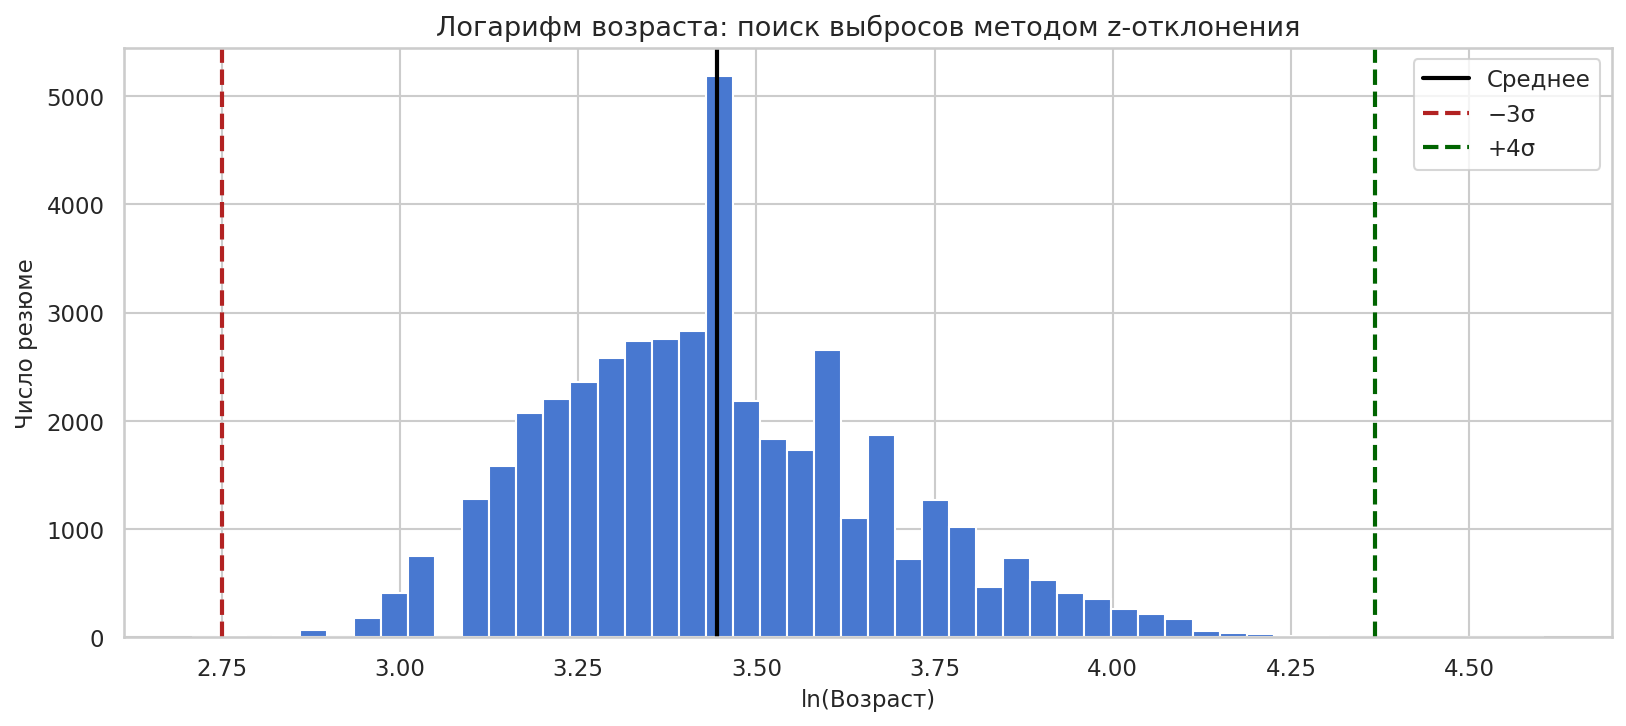 Логарифм возраста: поиск выбросов методом z-отклонения
Среднее
−3σ
+4σ
Число резюме
5000
4000
3000
2000
1000
0
2.75 3.00 3.25 3.50 3.75 4.00 4.25 4.50
ln(Возраст)